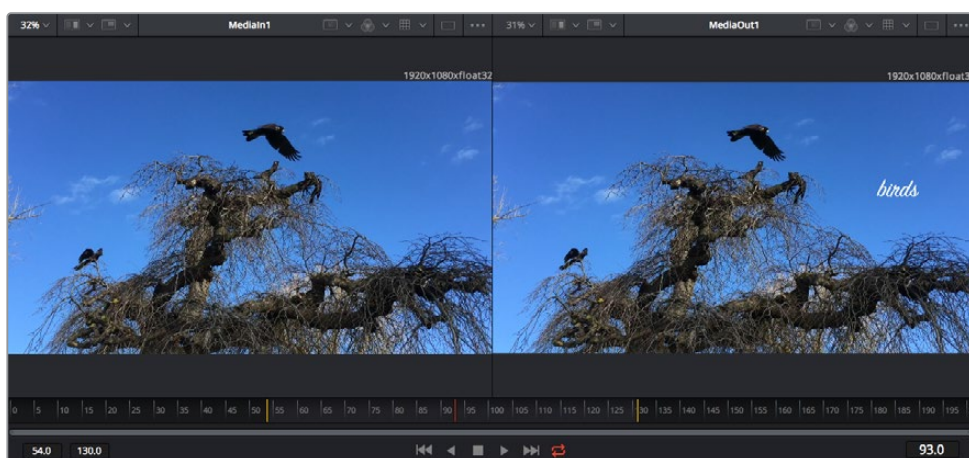 32% MediaIn1 31% MediaOut1
1920x1080xfloat32 1920x1080xfloat32
birds
0 5 10 15 20 25 30 35 40 45 50 55 60 65 70 75 80 85 90 95 100 105 110 115 120 125 130 135 140 145 150 155 160 165 170 175 180 185 190 195
54.0 130.0 93.0